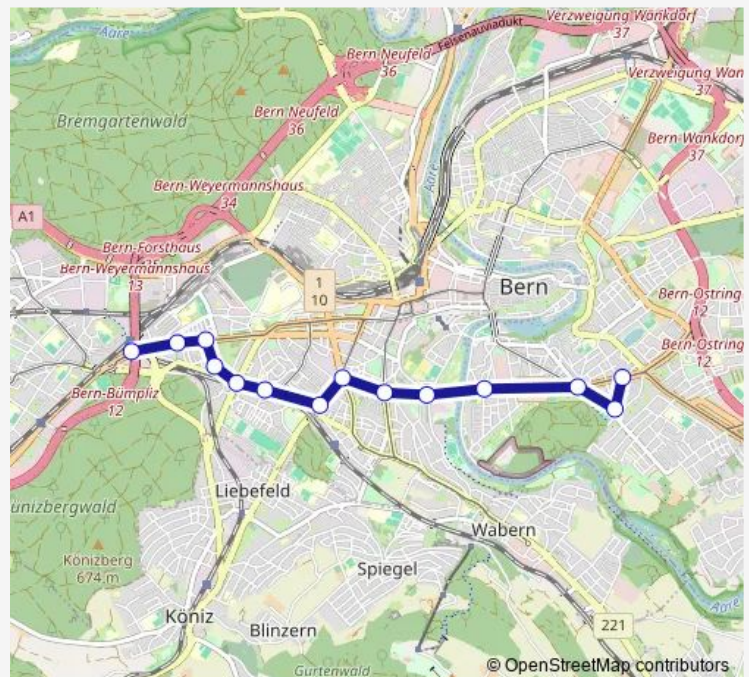 Verzweigung Wankdorf
37
Aare
Felsenauviadukt
Bern Neufeld
36
Verzweigung Wan
37
Bern Neufeld
36
Bremgartenwald
Aare
Bern-Wankdorf
37
Bern-Weyermannshaus
34
A1
Bern-Forsthaus
Bern-Weyermannshaus
13
1
10
Bern
Bern-Ostring
12
Bern-Ostring
12
Bern-Bümpliz
12
Liebefeld
unizbergwald
Wabern
Könizberg
674 m
Spiegel
Aare
Köniz
Blinzern
221
Gurtenwald
© OpenStreetMap contributors